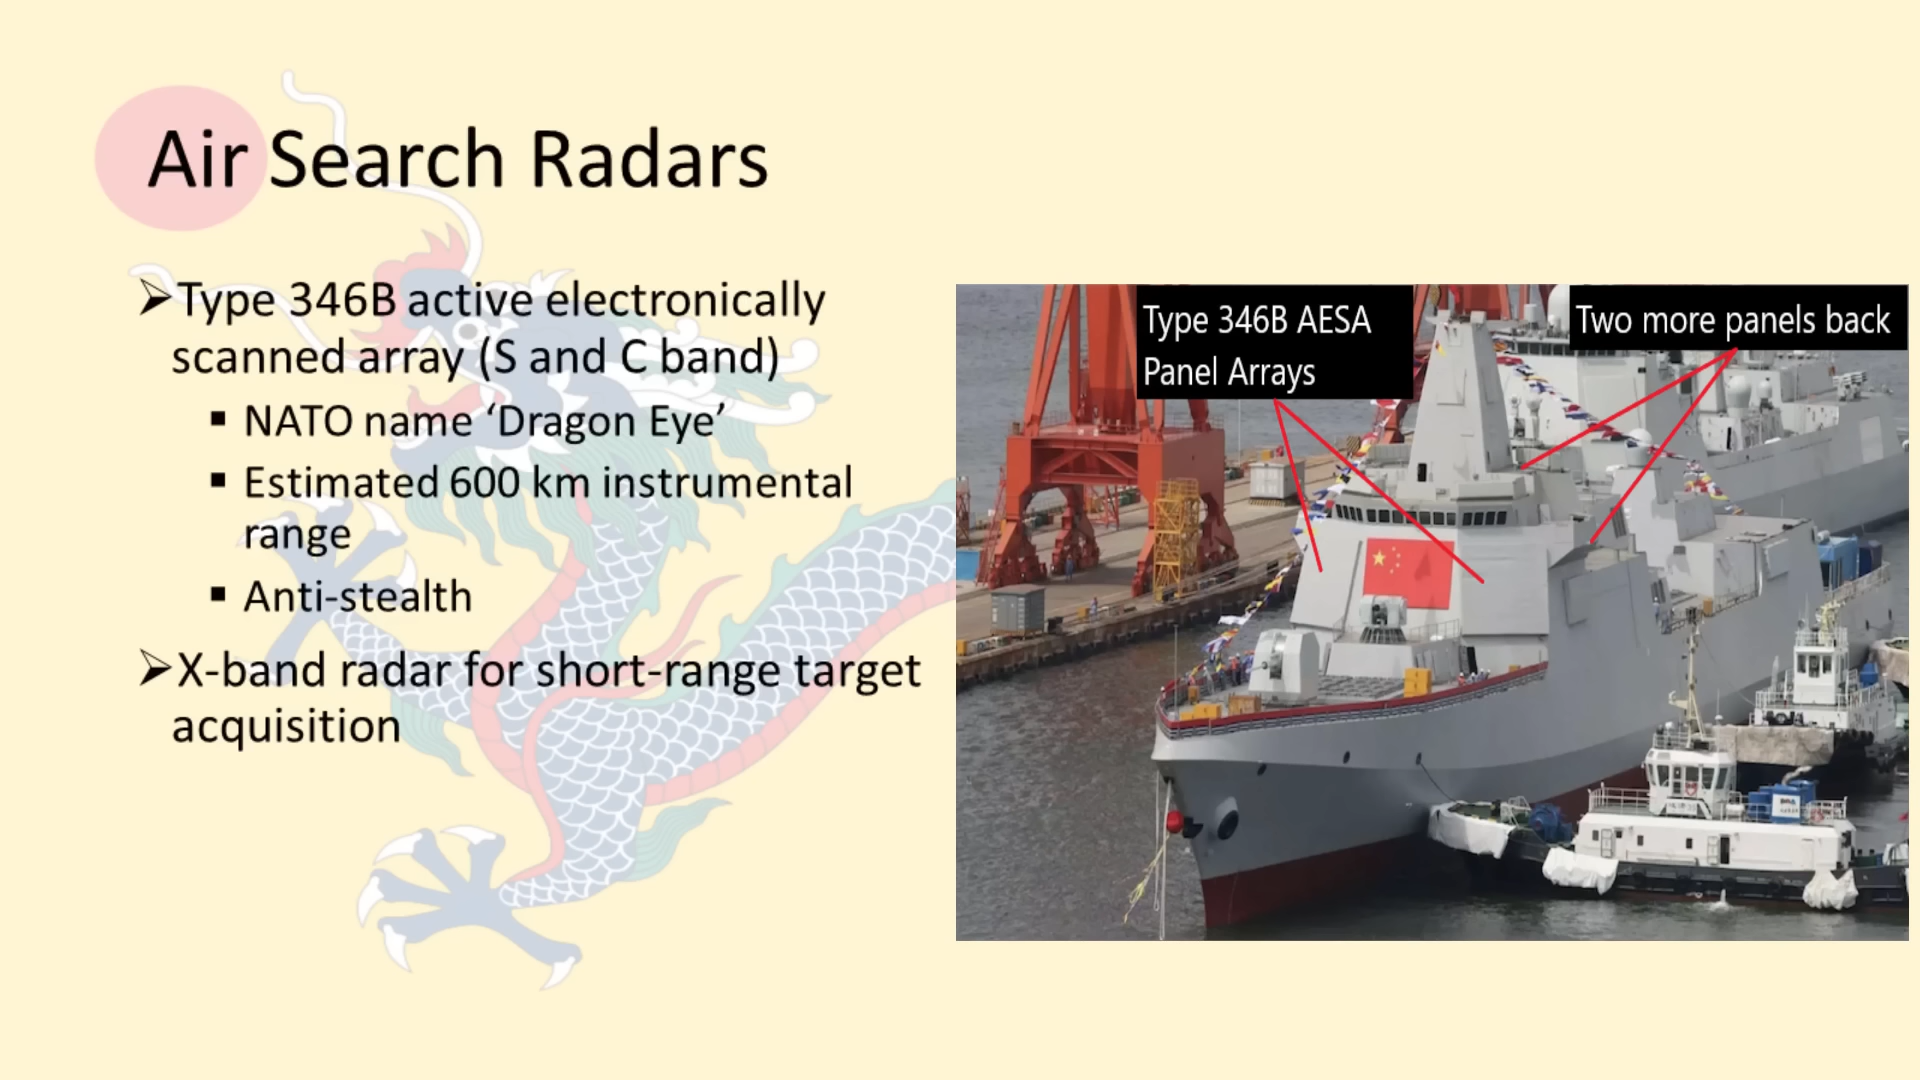 Air Search Radars
➢Type 346B active electronically
scanned array (S and C band)
▪ NATO name ‘Dragon Eye’
▪ Estimated 600 km instrumental
range
▪ Anti-stealth
➢X-band radar for short-range target
acquisition
Type 346B AESA
Panel Arrays
Two more panels back